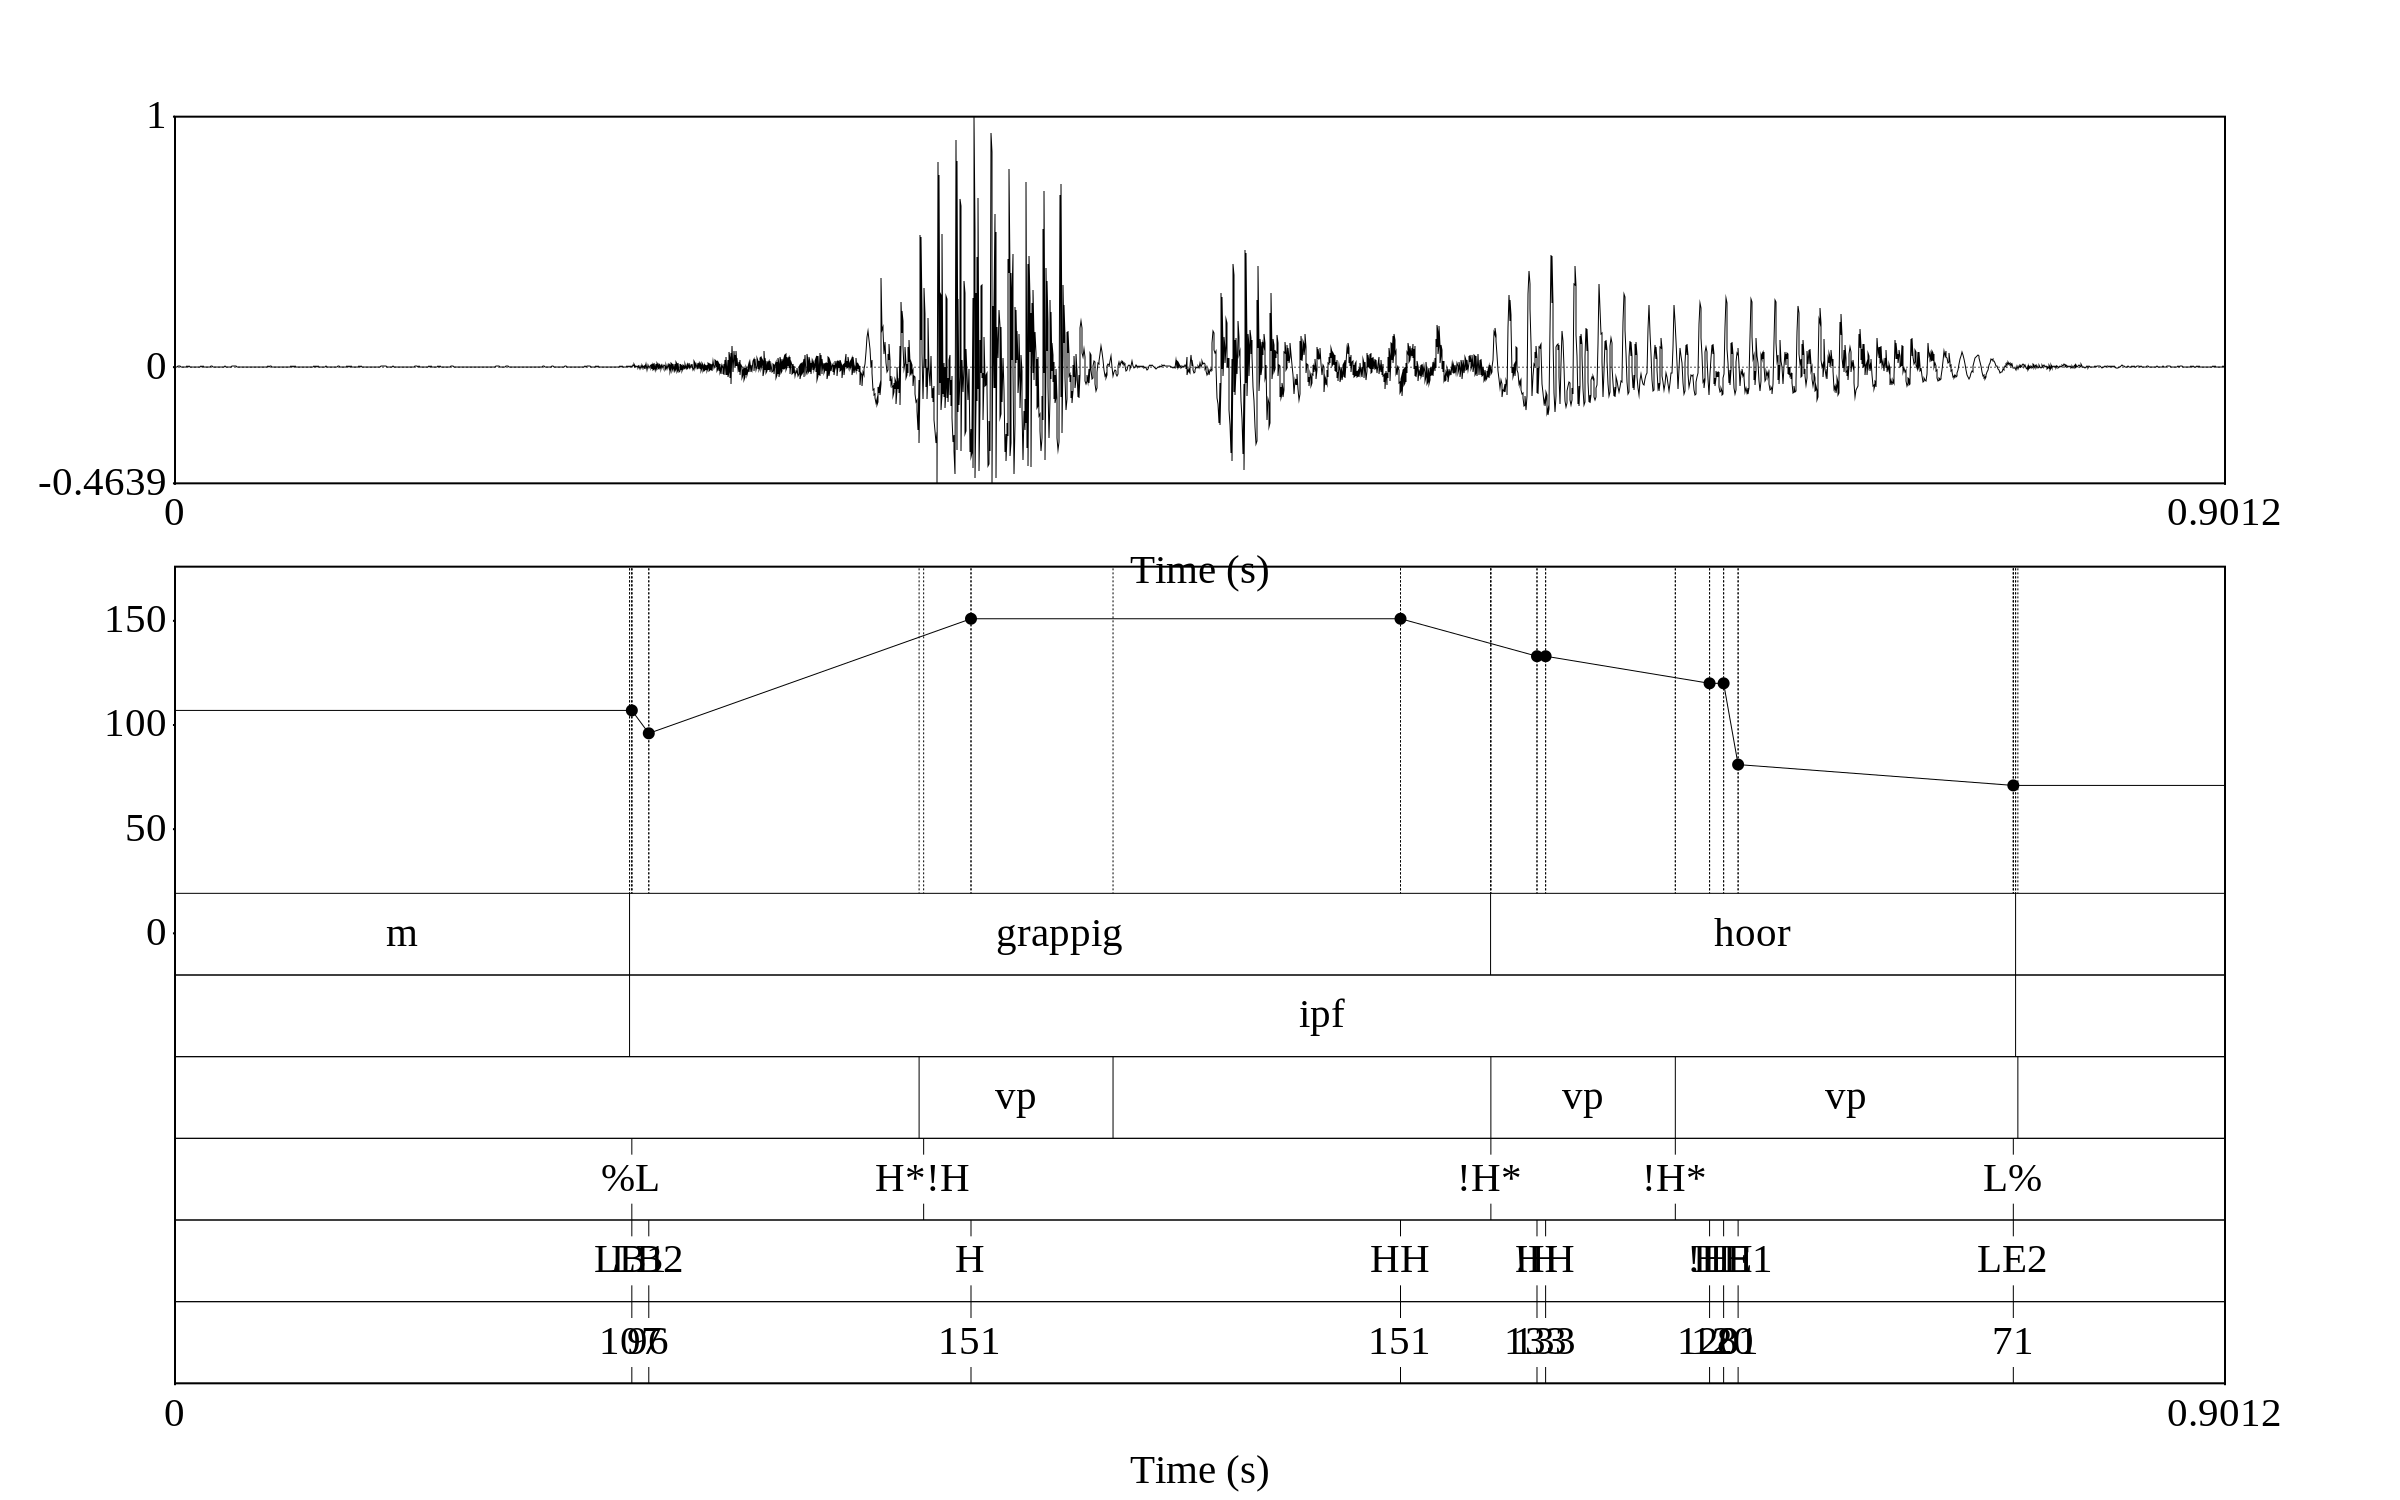 1
0
-0.4639
0 0.9012
Time (s)
150
100
50
0
m grappig hoor
ipf
vp vp vp
%L H*!H !H* !H* L%
H HH LE2
151 151 71
0 0.9012
Time (s)